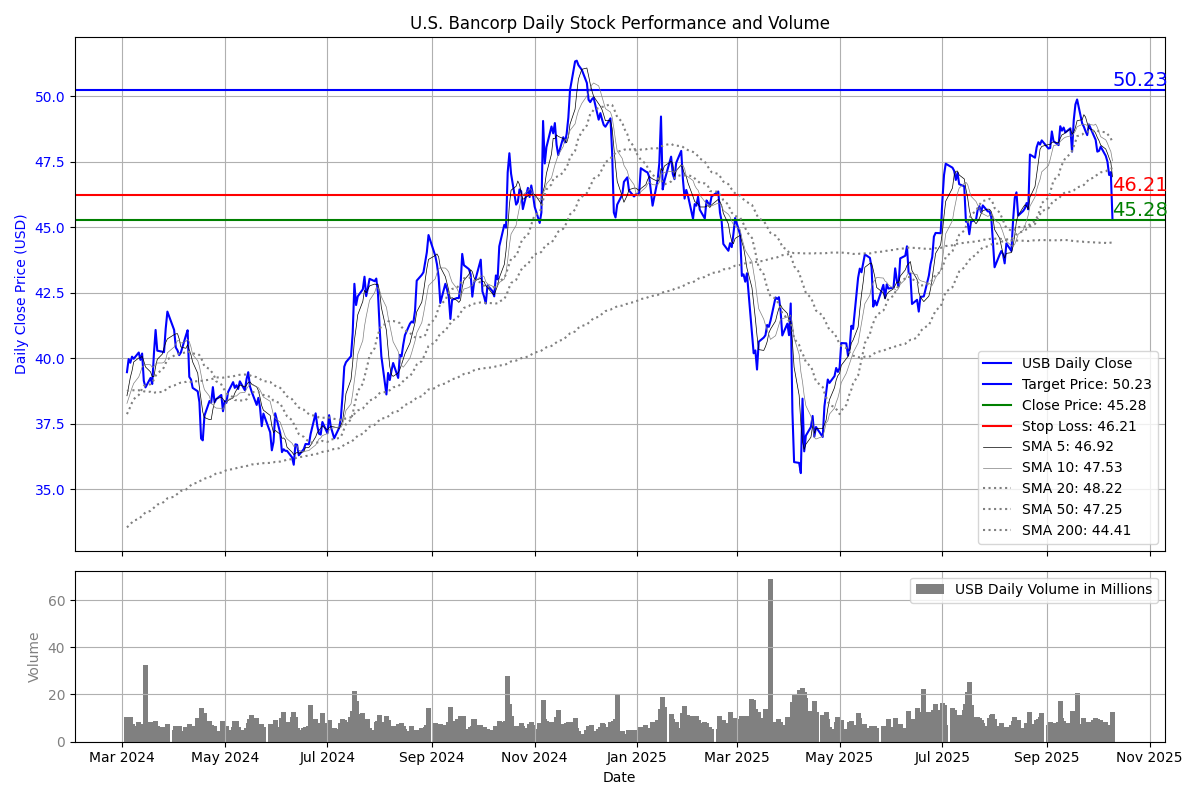 U.S. Bancorp Daily Stock Performance and Volume
Daily Close Price (USD)
50.0
47.5
45.0
42.5
40.0
37.5
35.0
50.23
46.21
45.28
USB Daily Close
Target Price: 50.23
Close Price: 45.28
Stop Loss: 46.21
SMA 5: 46.92
SMA 10: 47.53
SMA 20: 48.22
SMA 50: 47.25
SMA 200: 44.41
Volume
60
40
20
0
USB Daily Volume in Millions
Mar 2024 May 2024 Jul 2024 Sep 2024 Nov 2024 Jan 2025 Mar 2025 May 2025 Jul 2025 Sep 2025 Nov 2025
Date